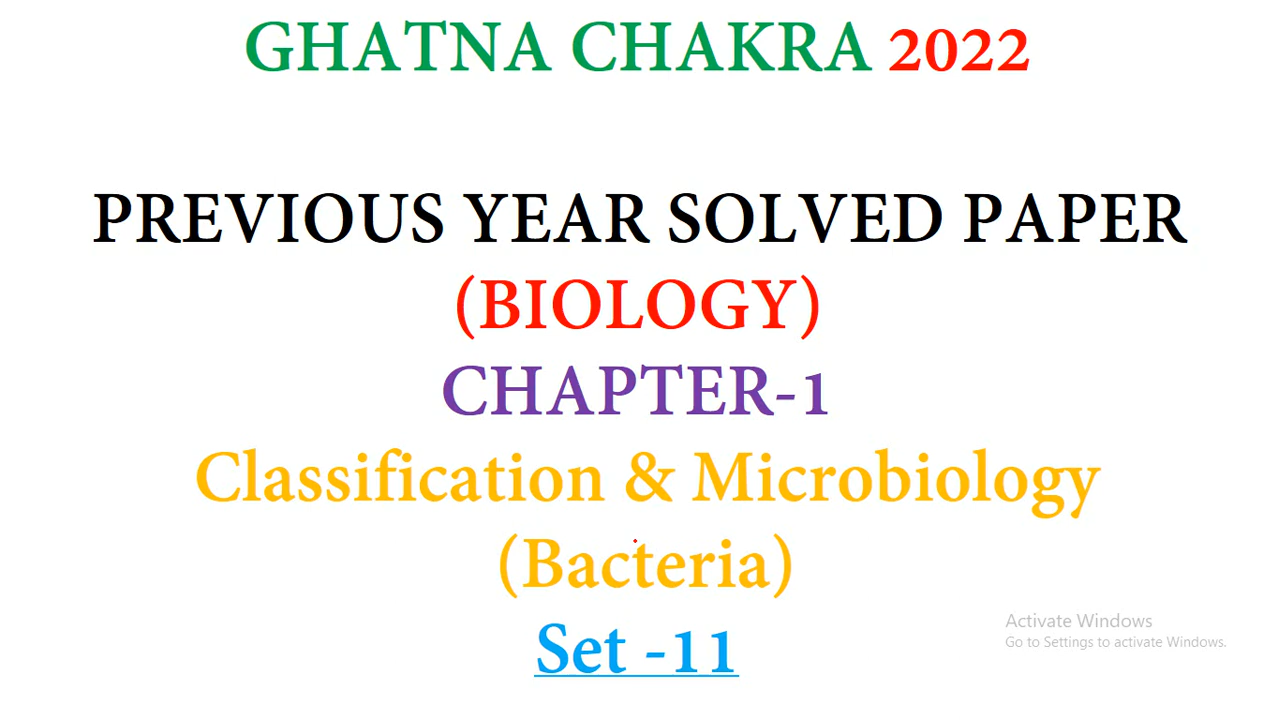 GHATNA CHAKRA 2022
PREVIOUS YEAR SOLVED PAPER
(BIOLOGY)
CHAPTER-1
Classification & Microbiology
(Bacteria)
Set -11
Activate Windows
Go to Settings to activate Windows.